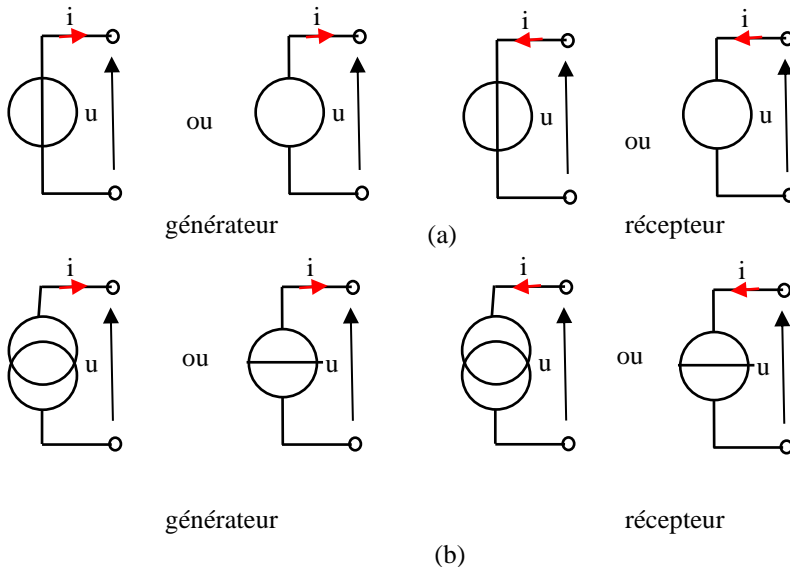 i i i i
u ou u u ou u
générateur (a) récepteur
i i i i
u ou u u ou u
générateur récepteur
(b)